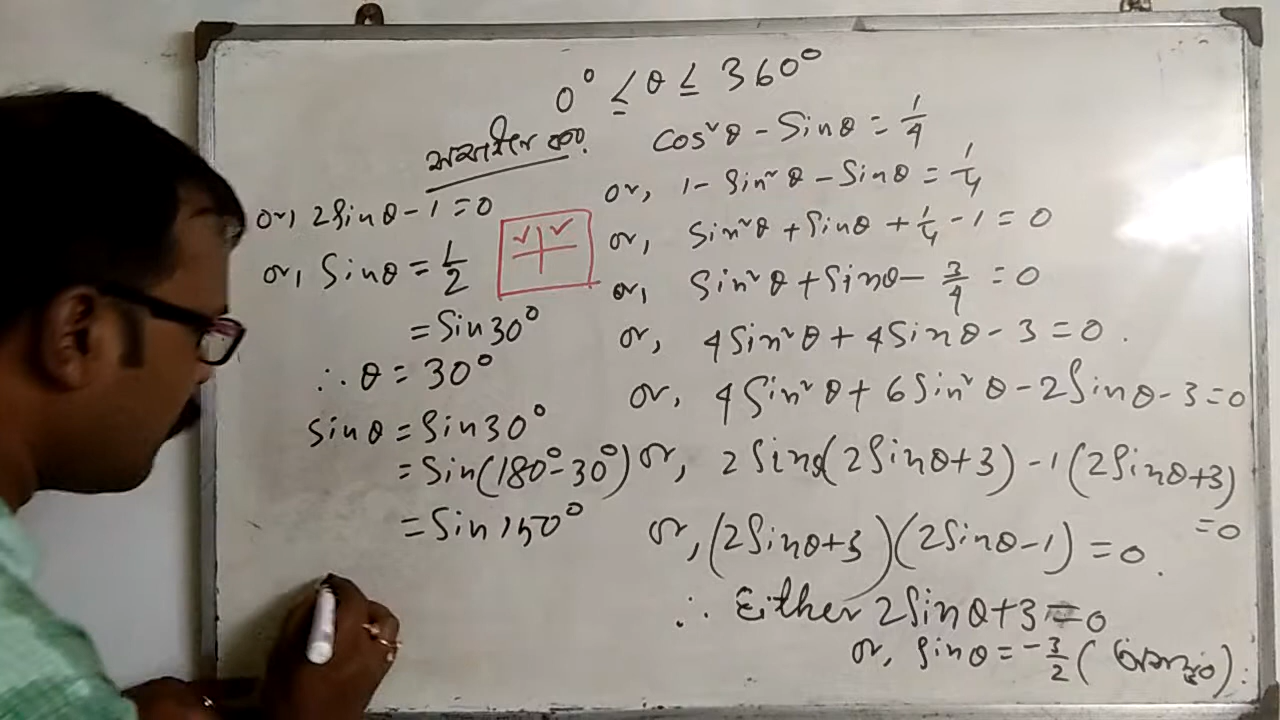 0° ≤ θ ≤ 360°
সমাধান করো.
cos²θ - Sinθ = 1/4
or, 1 - Sin²θ - Sinθ = 1/4
or, Sin²θ + Sinθ + 1/4 - 1 = 0
or, Sin²θ + Sinθ - 3/4 = 0
or, 4Sin²θ + 4Sinθ - 3 = 0.
or, 4Sin²θ + 6Sin²θ - 2Sinθ - 3 = 0
or, 2Sinθ(2Sinθ+3) - 1(2Sinθ+3) = 0
or, (2Sinθ+3)(2Sinθ-1) = 0.
∴ Either 2Sinθ+3 = 0
or, Sinθ = -3/2 (অসম্ভব).
or, 2Sinθ - 1 = 0
or, Sinθ = 1/2
= Sin30°
∴ θ = 30°
Sinθ = Sin30°
= Sin(180°-30°)
= Sin150°